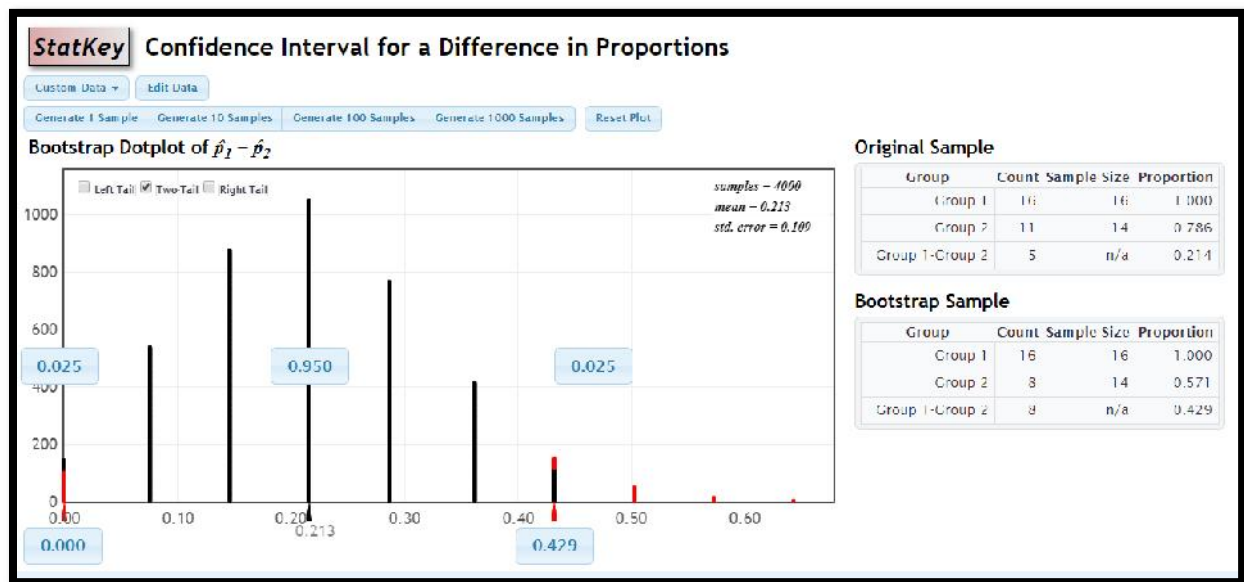 StatKey Confidence Interval for a Difference in Proportions
Custom Data Edit Data
Generate 1 Sample Generate 10 Samples Generate 100 Samples Generate 1000 Samples Reset Plot
Bootstrap Dotplot of p̂1 − p̂2
Left Tail Two-Tail Right Tail
samples = 4000
mean = 0.213
std. error = 0.109
1000
800
600
400
200
0
0.025 0.950 0.025
0.00 0.10 0.20 0.30 0.40 0.50 0.60
0.213
0.000 0.429
Original Sample
Group Count Sample Size Proportion
Group 1 16 16 1.000
Group 2 11 14 0.786
Group 1-Group 2 5 n/a 0.214
Bootstrap Sample
Group Count Sample Size Proportion
Group 1 16 16 1.000
Group 2 8 14 0.571
Group 1-Group 2 8 n/a 0.429